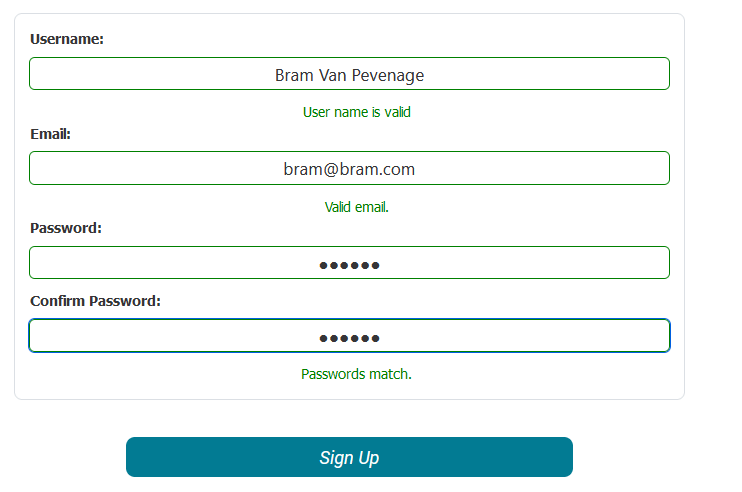 Username:
Bram Van Pevenage
User name is valid
Email:
bram@bram.com
Valid email.
Password:
●●●●●●
Confirm Password:
●●●●●●
Passwords match.
Sign Up